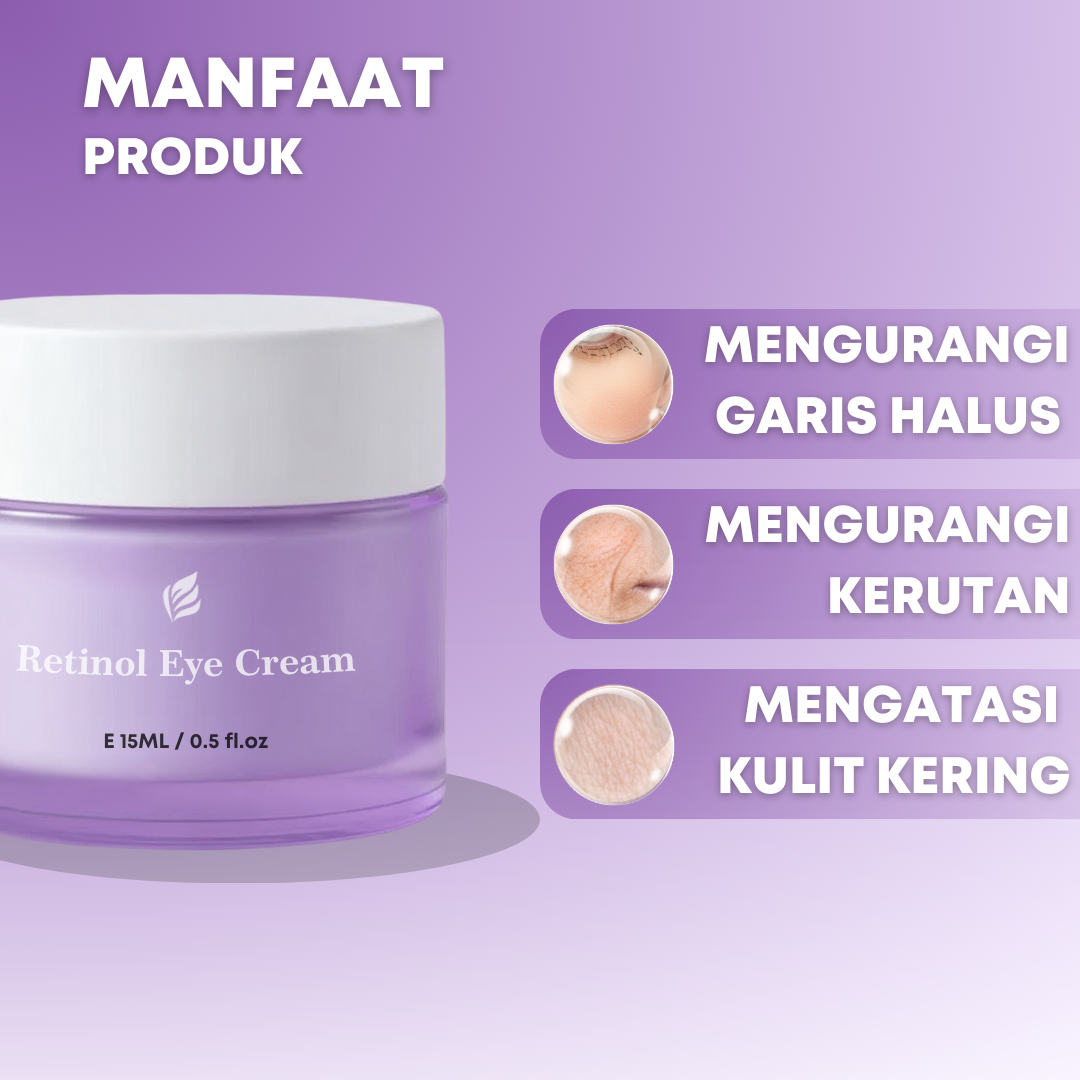 MANFAAT
PRODUK
MENGURANGI
GARIS HALUS
MENGURANGI
KERUTAN
MENGATASI
KULIT KERING
Retinol Eye Cream
E 15ML / 0.5 fl.oz